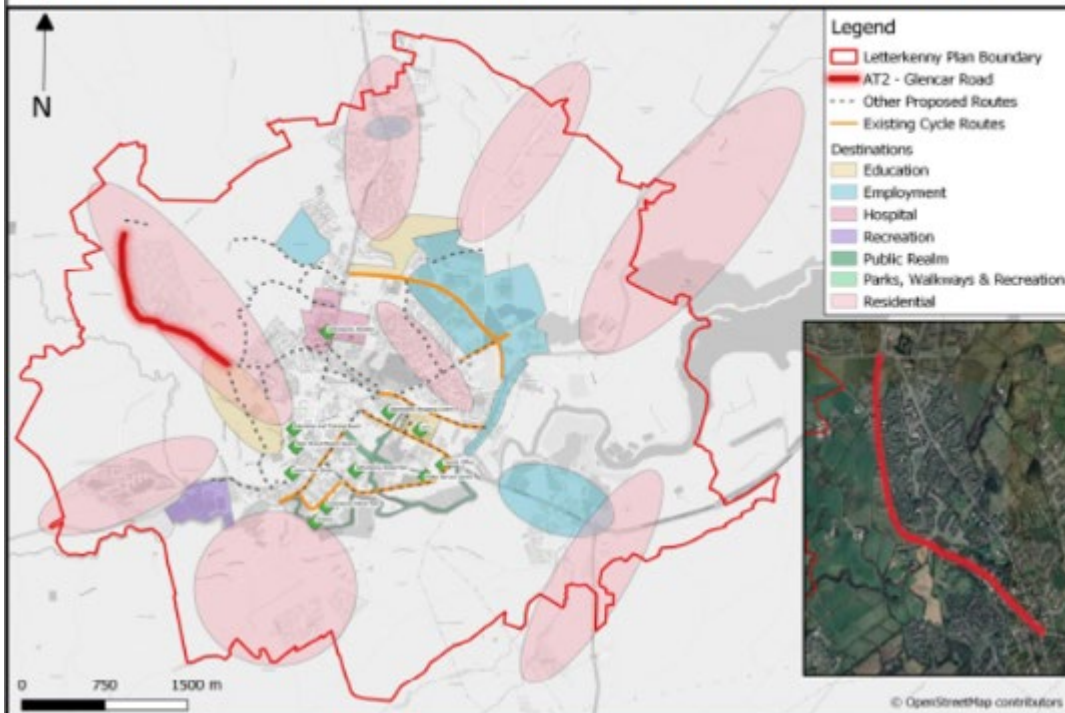 N
Legend
Letterkenny Plan Boundary
AT2 - Glencar Road
Other Proposed Routes
Existing Cycle Routes
Destinations
Education
Employment
Hospital
Recreation
Public Realm
Parks, Walkways & Recreation
Residential
0 750 1500 m
© OpenStreetMap contributors